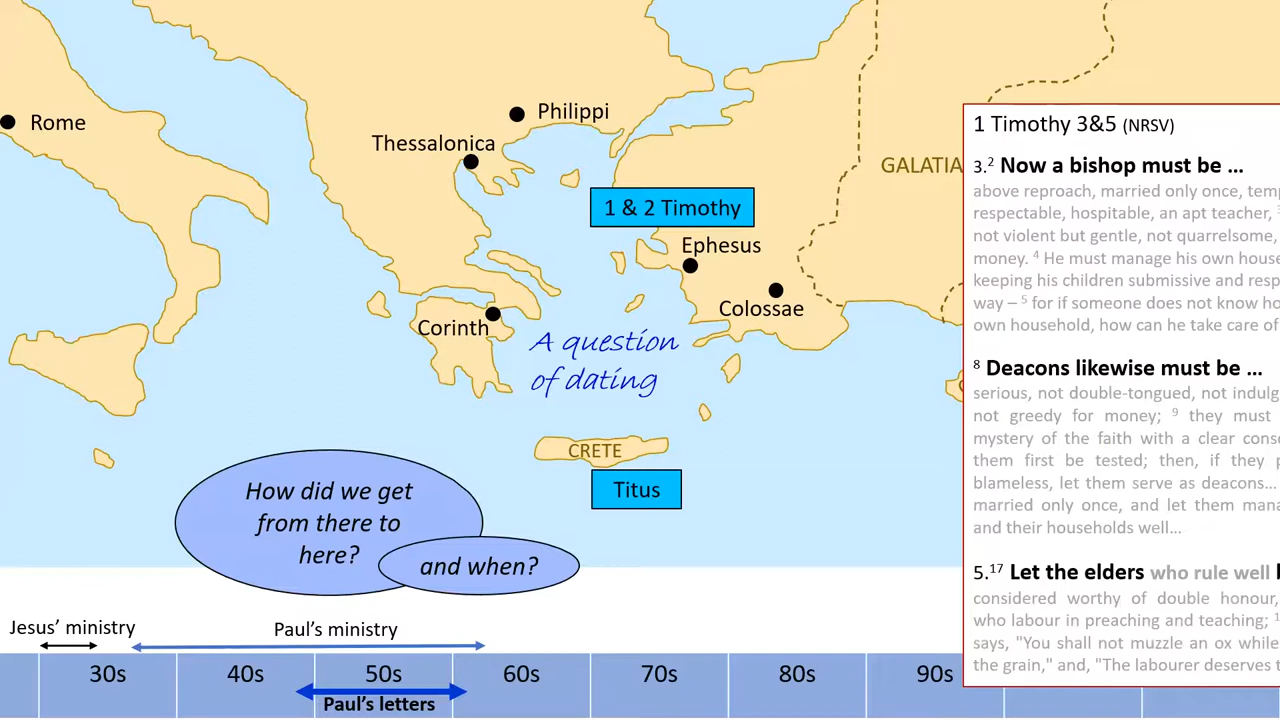 Rome
Philippi
Thessalonica
GALATIA
1 & 2 Timothy
Ephesus
Colossae
Corinth
A question
of dating
CRETE
Titus
How did we get
from there to
here?
and when?
Jesus’ ministry
Paul’s ministry
30s 40s 50s 60s 70s 80s 90s
Paul’s letters
1 Timothy 3&5 (NRSV)
3.² Now a bishop must be ...
above reproach, married only once,
respectable, hospitable, an apt teacher,
not violent but gentle, not quarrelsome,
money. ⁴ He must manage his own
keeping his children submissive and
way – ⁵ for if someone does not know
own household, how can he take care of
⁸ Deacons likewise must be ...
serious, not double-tongued, not
not greedy for money; ⁹ they must
mystery of the faith with a clear
them first be tested; then, if they
blameless, let them serve as deacons...
married only once, and let them
and their households well...
5.¹⁷ Let the elders who rule well
considered worthy of double honour,
who labour in preaching and teaching;
says, "You shall not muzzle an ox while
the grain," and, "The labourer deserves